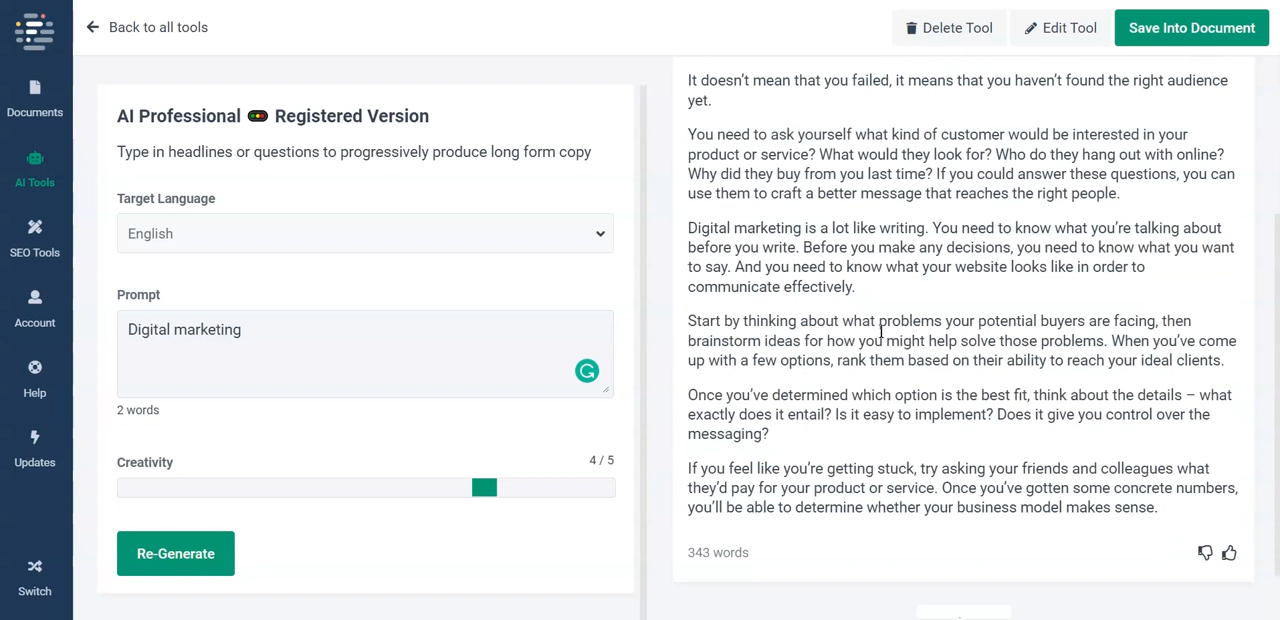 Back to all tools
Delete Tool
Edit Tool
Save Into Document
Documents
AI Tools
SEO Tools
Account
Help
Updates
Switch
AI Professional 🚥 Registered Version
Type in headlines or questions to progressively produce long form copy
Target Language
English
Prompt
Digital marketing
2 words
Creativity
4 / 5
Re-Generate
It doesn’t mean that you failed, it means that you haven’t found the right audience
yet.
You need to ask yourself what kind of customer would be interested in your
product or service? What would they look for? Who do they hang out with online?
Why did they buy from you last time? If you could answer these questions, you can
use them to craft a better message that reaches the right people.
Digital marketing is a lot like writing. You need to know what you’re talking about
before you write. Before you make any decisions, you need to know what you want
to say. And you need to know what your website looks like in order to
communicate effectively.
Start by thinking about what problems your potential buyers are facing, then
brainstorm ideas for how you might help solve those problems. When you’ve come
up with a few options, rank them based on their ability to reach your ideal clients.
Once you’ve determined which option is the best fit, think about the details – what
exactly does it entail? Is it easy to implement? Does it give you control over the
messaging?
If you feel like you’re getting stuck, try asking your friends and colleagues what
they’d pay for your product or service. Once you’ve gotten some concrete numbers,
you’ll be able to determine whether your business model makes sense.
343 words